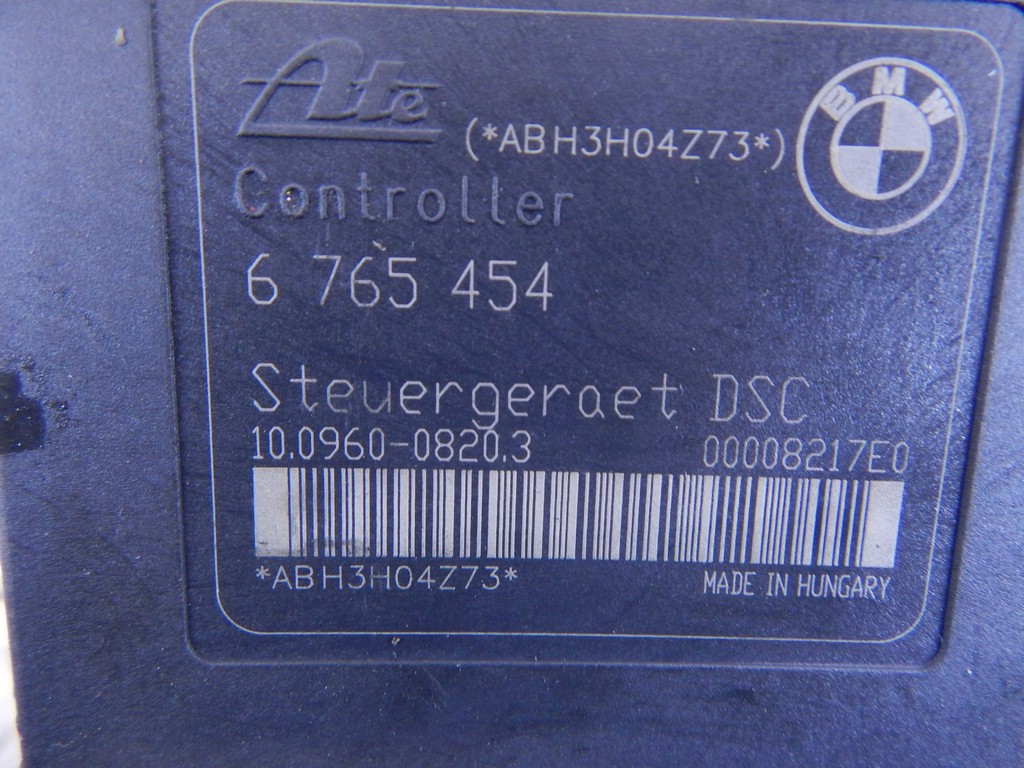 Ate
(*ABH3H04Z73*)
BMW
Controller
6 765 454
Steuergeraet DSC
10.0960-0820.3 00008217E0
*ABH3H04Z73*
MADE IN HUNGARY